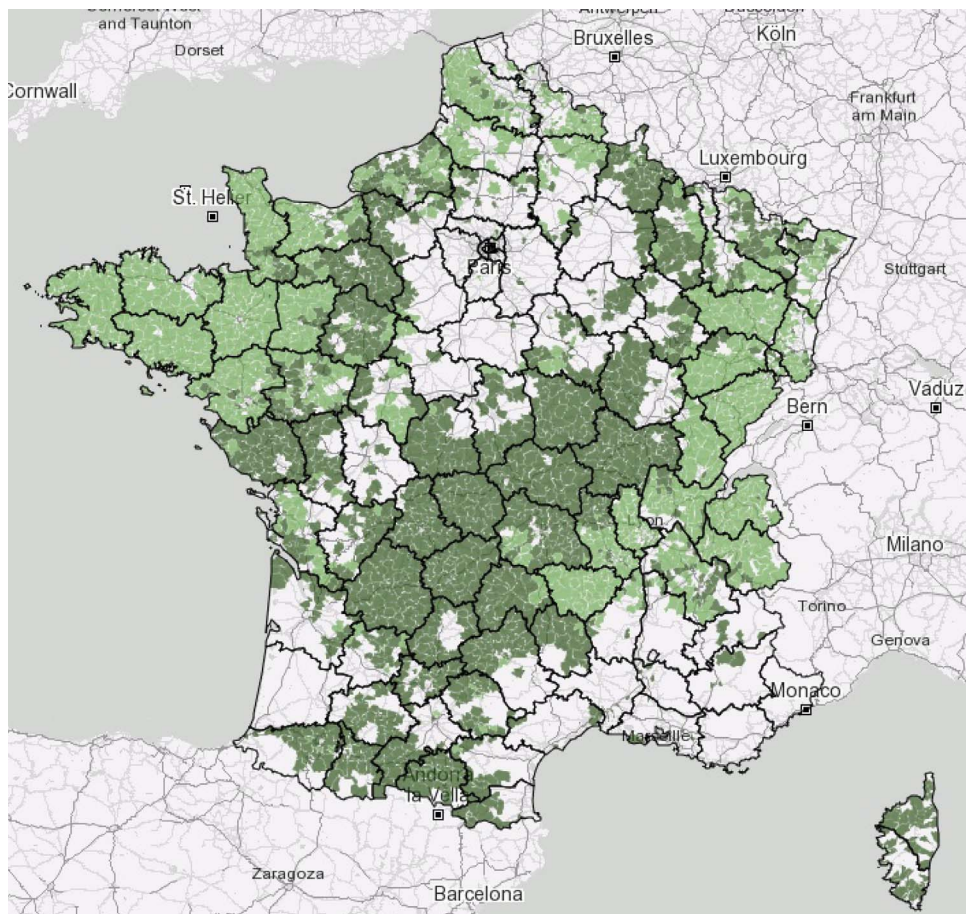 and Taunton
Dorset
Cornwall
Bruxelles
Köln
Frankfurt
am Main
Luxembourg
St. Helier
Paris
Stuttgart
Vaduz
Bern
Milano
Torino
Genova
Monaco
Marseille
Andorra
la Vella
Zaragoza
Barcelona